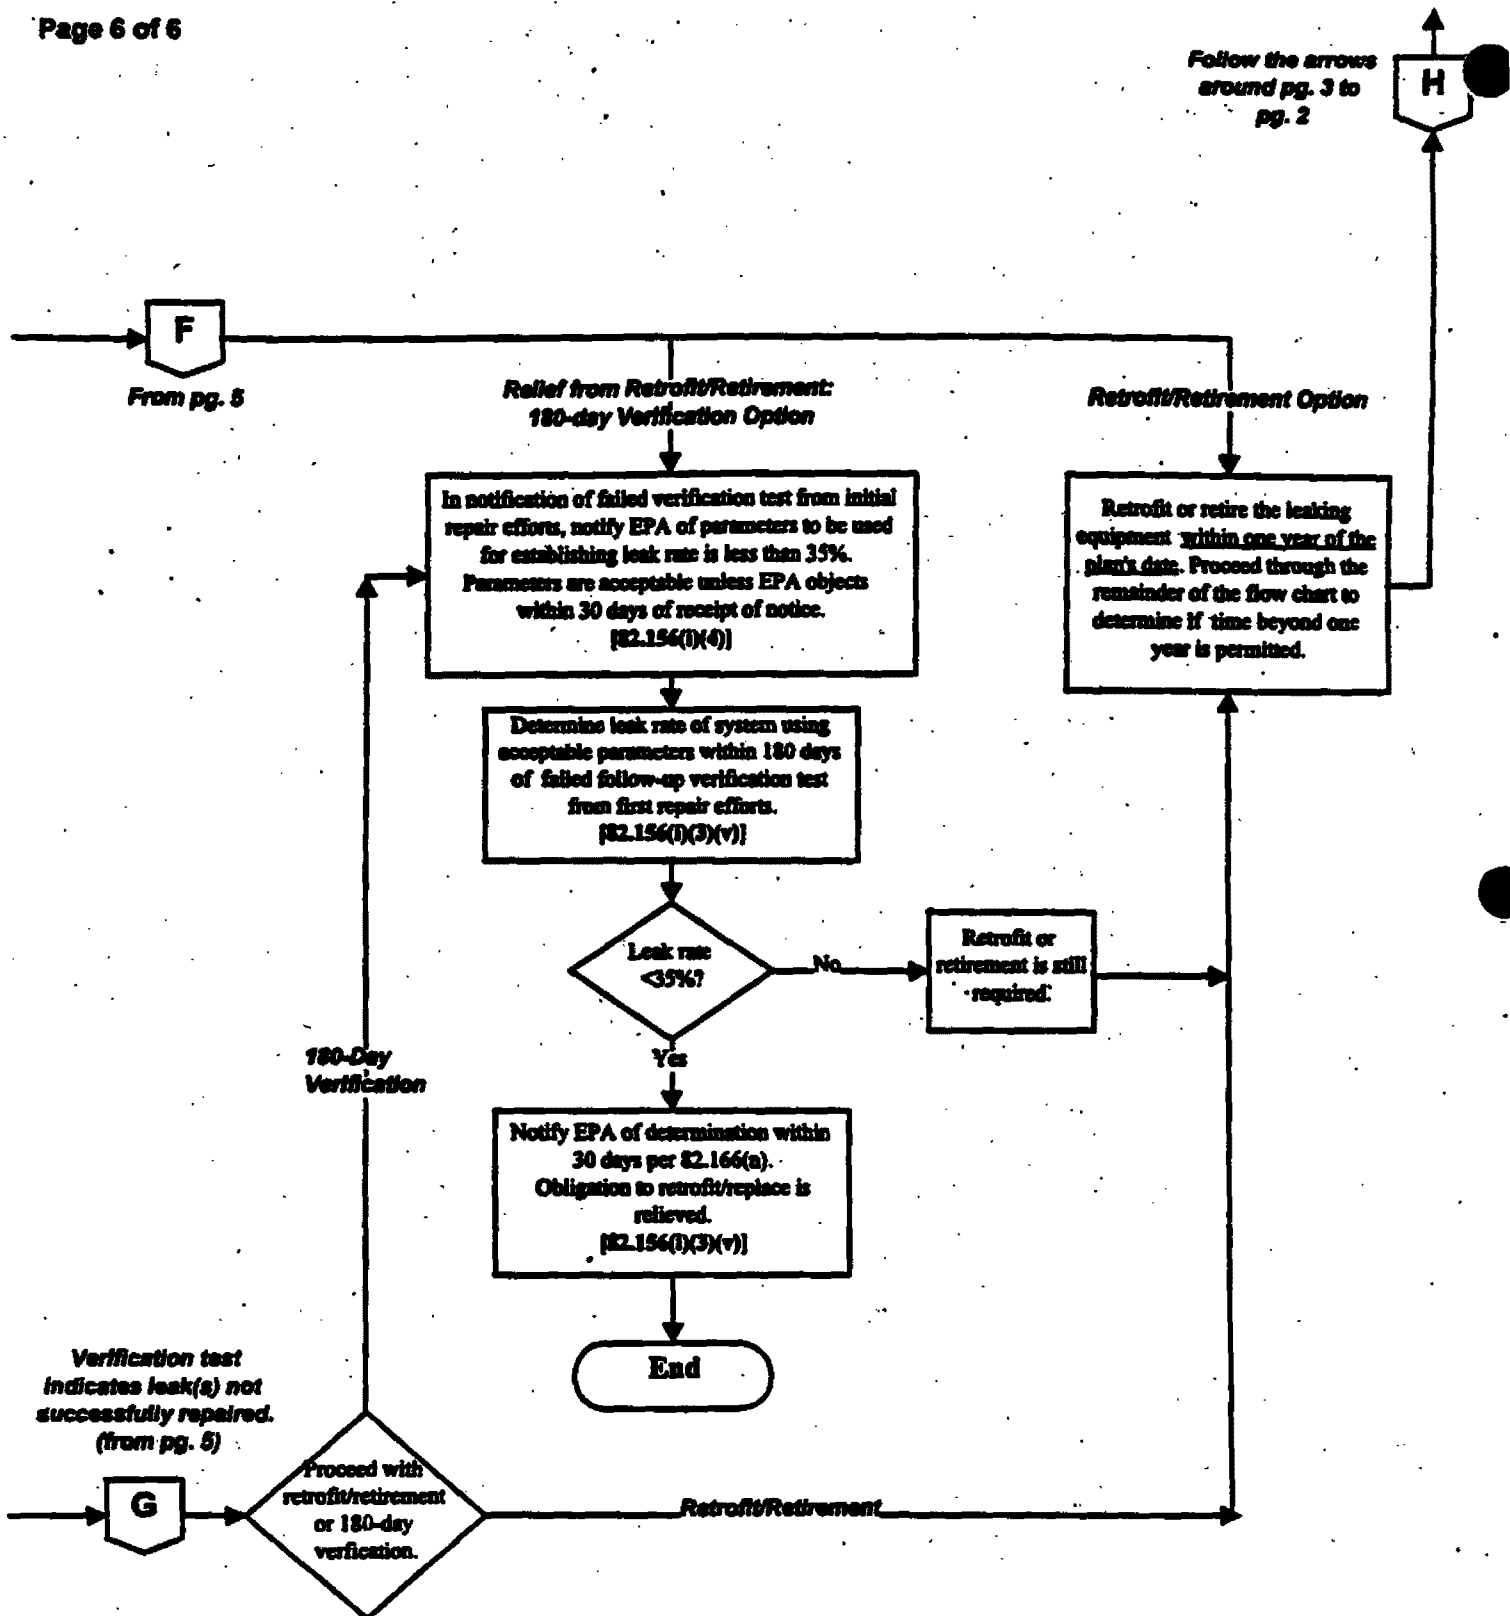 Page 6 of 6
Follow the arrows
around pg. 3 to
pg. 2
H
F
From pg. 5
Relief from Retrofit/Retirement:
180-day Verification Option
Retrofit/Retirement Option
In notification of failed verification test from initial
repair efforts, notify EPA of parameters to be used
for establishing leak rate is less than 35%.
Parameters are acceptable unless EPA objects
within 30 days of receipt of notice.
[82.156(i)(4)]
Retrofit or retire the leaking
equipment within one year of the
plan's date. Proceed through the
remainder of the flow chart to
determine if time beyond one
year is permitted.
Determine leak rate of system using
acceptable parameters within 180 days
of failed follow-up verification test
from first repair efforts.
[82.156(i)(3)(v)]
Leak rate
<35%?
No
Retrofit or
retirement is still
required.
Yes
180-Day
Verification
Notify EPA of determination within
30 days per 82.166(n).
Obligation to retrofit/replace is
relieved.
[82.156(i)(3)(v)]
End
Verification test
indicates leak(s) not
successfully repaired.
(from pg. 5)
G
Proceed with
retrofit/retirement
or 180-day
verfication.
Retrofit/Retirement